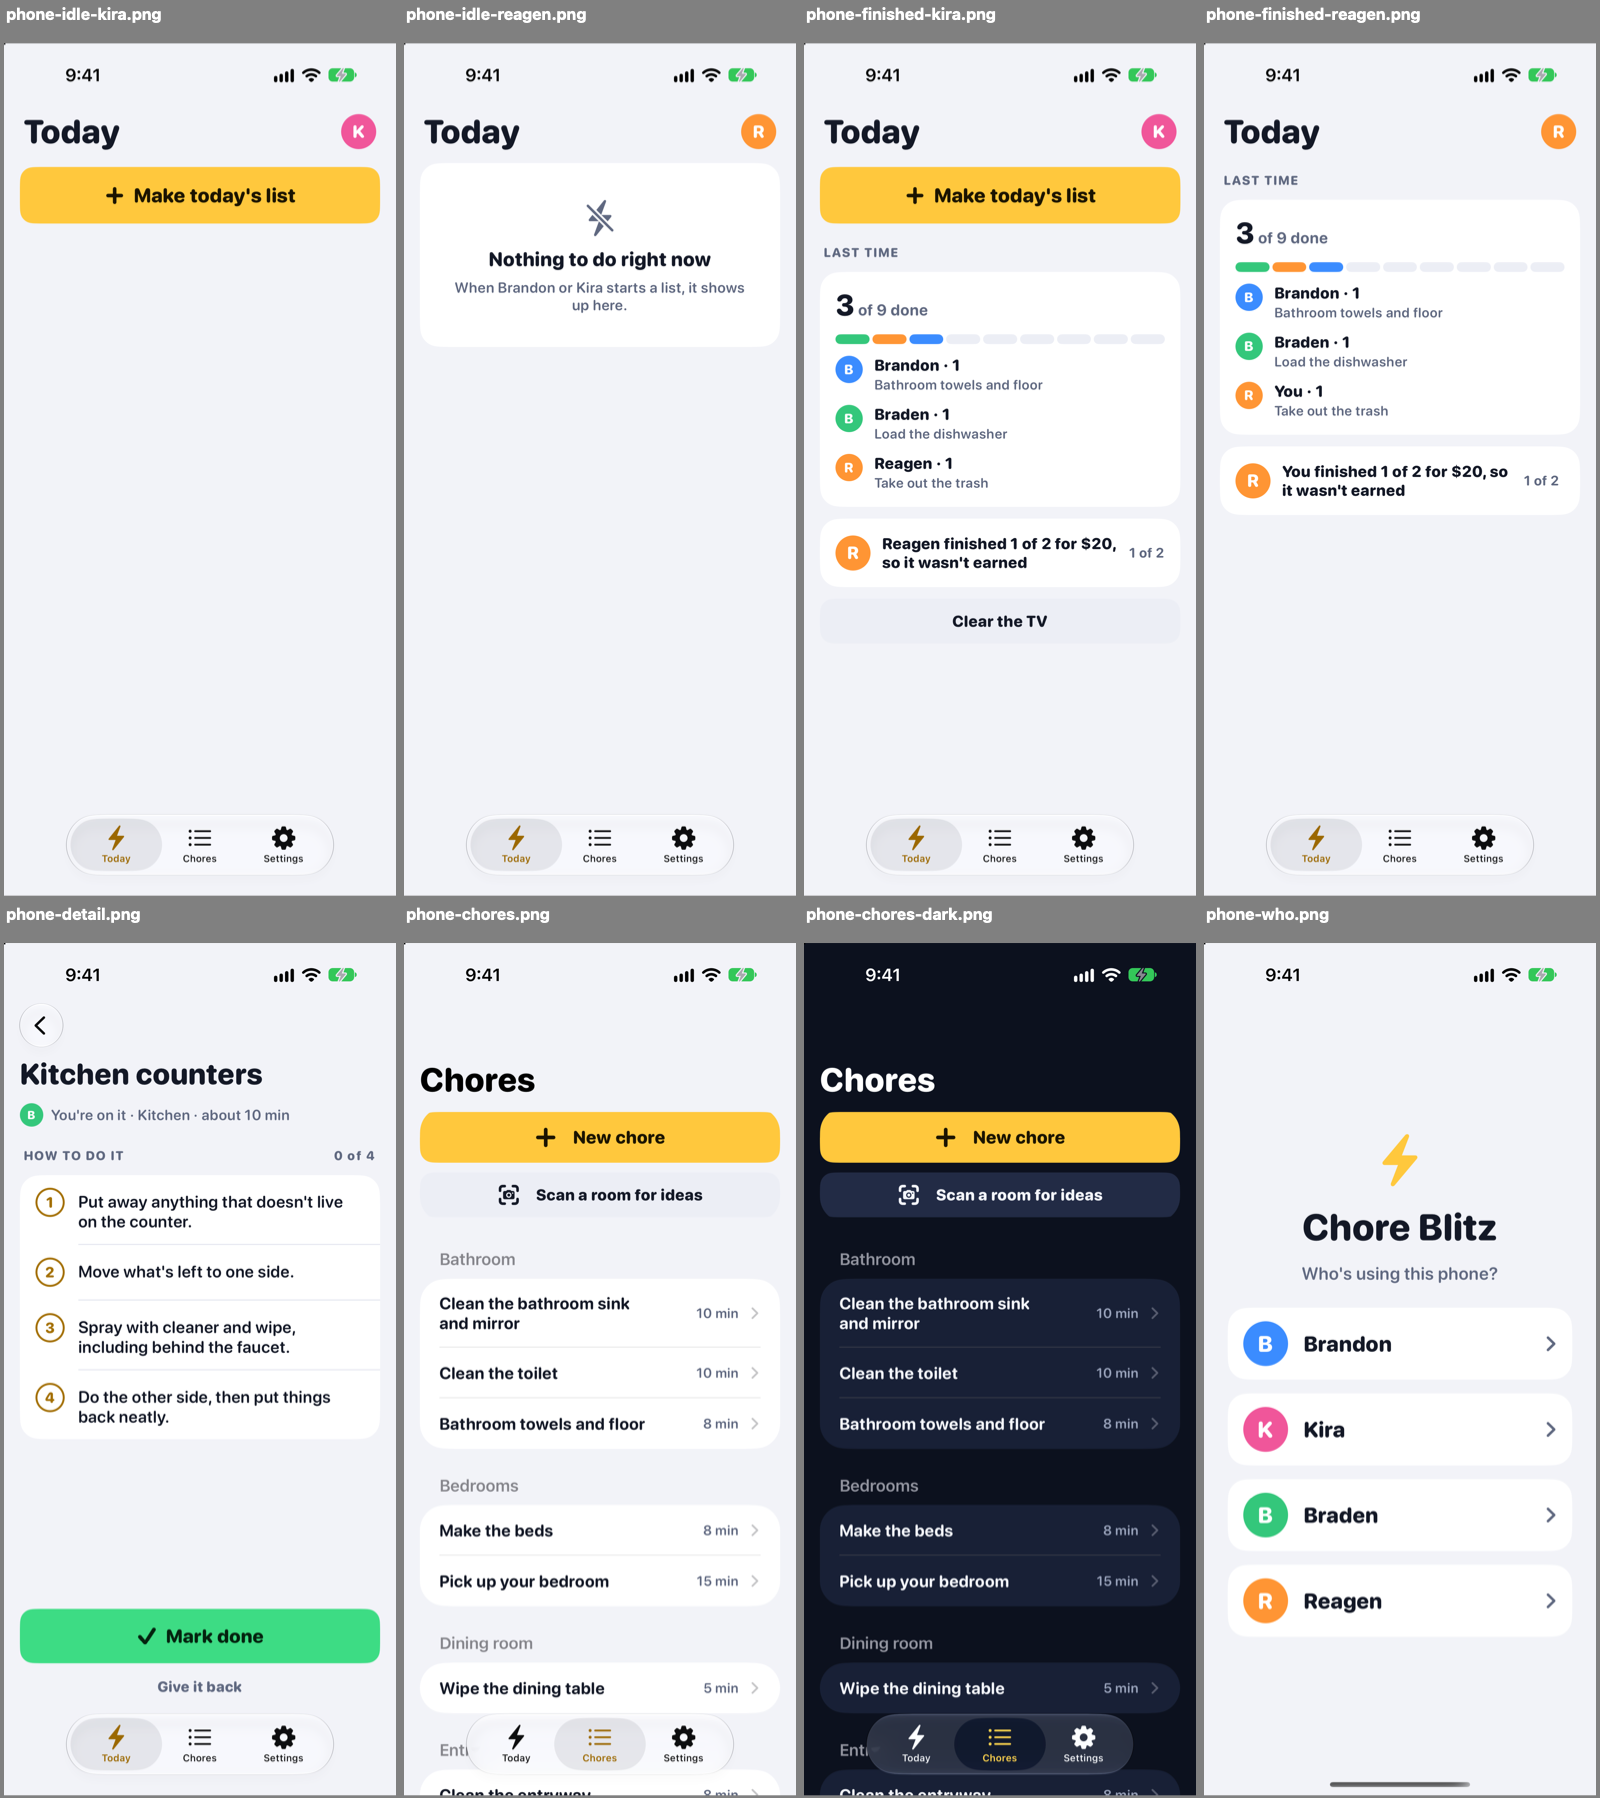 phone-idle-kira.png
9:41
Today
K
+ Make today's list
Today
Chores
Settings
phone-idle-reagen.png
9:41
Today
R
Nothing to do right now
When Brandon or Kira starts a list, it shows
up here.
Today
Chores
Settings
phone-finished-kira.png
9:41
Today
K
+ Make today's list
LAST TIME
3 of 9 done
B
Brandon · 1
Bathroom towels and floor
B
Braden · 1
Load the dishwasher
R
Reagen · 1
Take out the trash
R
Reagen finished 1 of 2 for $20,
so it wasn't earned
1 of 2
Clear the TV
Today
Chores
Settings
phone-finished-reagen.png
9:41
Today
R
LAST TIME
3 of 9 done
B
Brandon · 1
Bathroom towels and floor
B
Braden · 1
Load the dishwasher
R
You · 1
Take out the trash
R
You finished 1 of 2 for $20, so
it wasn't earned
1 of 2
Today
Chores
Settings
phone-detail.png
9:41
Kitchen counters
B
You're on it · Kitchen · about 10 min
HOW TO DO IT
0 of 4
1
Put away anything that doesn't live
on the counter.
2
Move what's left to one side.
3
Spray with cleaner and wipe,
including behind the faucet.
4
Do the other side, then put things
back neatly.
Mark done
Give it back
Today
Chores
Settings
phone-chores.png
9:41
Chores
+ New chore
Scan a room for ideas
Bathroom
Clean the bathroom sink
and mirror
10 min
Clean the toilet
10 min
Bathroom towels and floor
8 min
Bedrooms
Make the beds
8 min
Pick up your bedroom
15 min
Dining room
Wipe the dining table
5 min
Today
Chores
Settings
Clean the entryway
8 min
phone-chores-dark.png
9:41
Chores
+ New chore
Scan a room for ideas
Bathroom
Clean the bathroom sink
and mirror
10 min
Clean the toilet
10 min
Bathroom towels and floor
8 min
Bedrooms
Make the beds
8 min
Pick up your bedroom
15 min
Dining room
Wipe the dining table
5 min
Today
Chores
Settings
Clean the entryway
8 min
phone-who.png
9:41
Chore Blitz
Who's using this phone?
B
Brandon
K
Kira
B
Braden
R
Reagen